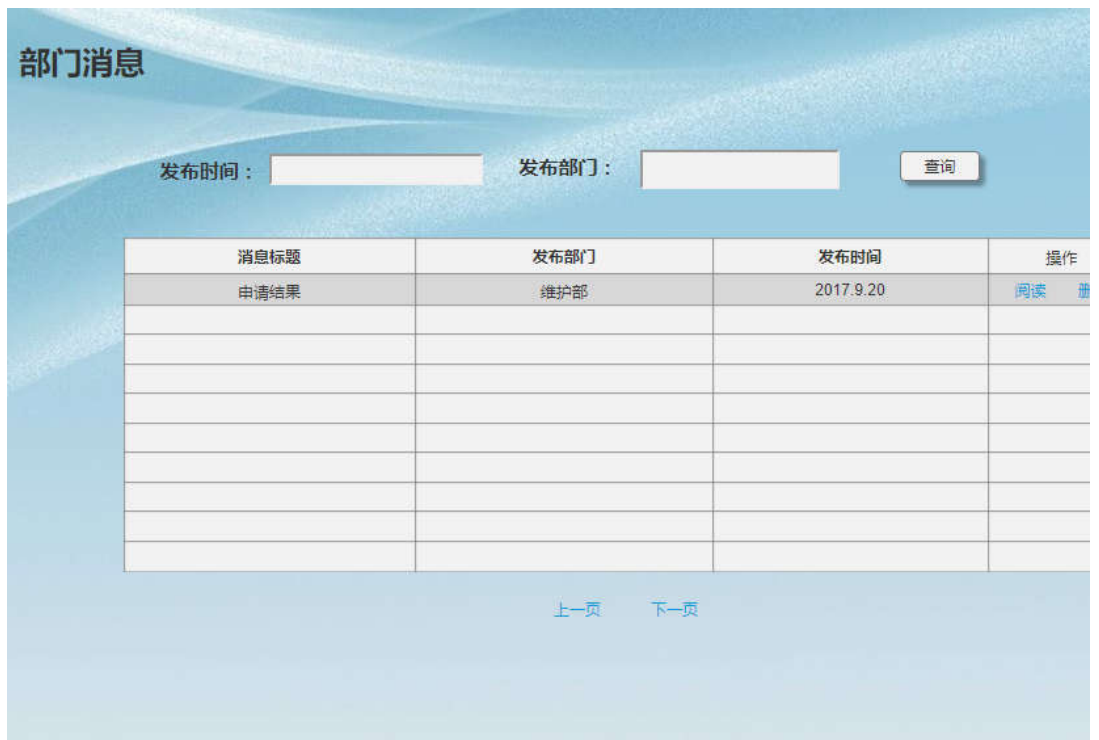 部门消息
发布时间： 发布部门： 查询
消息标题 发布部门 发布时间 操作
申请结果 维护部 2017.9.20 阅读
上一页 下一页